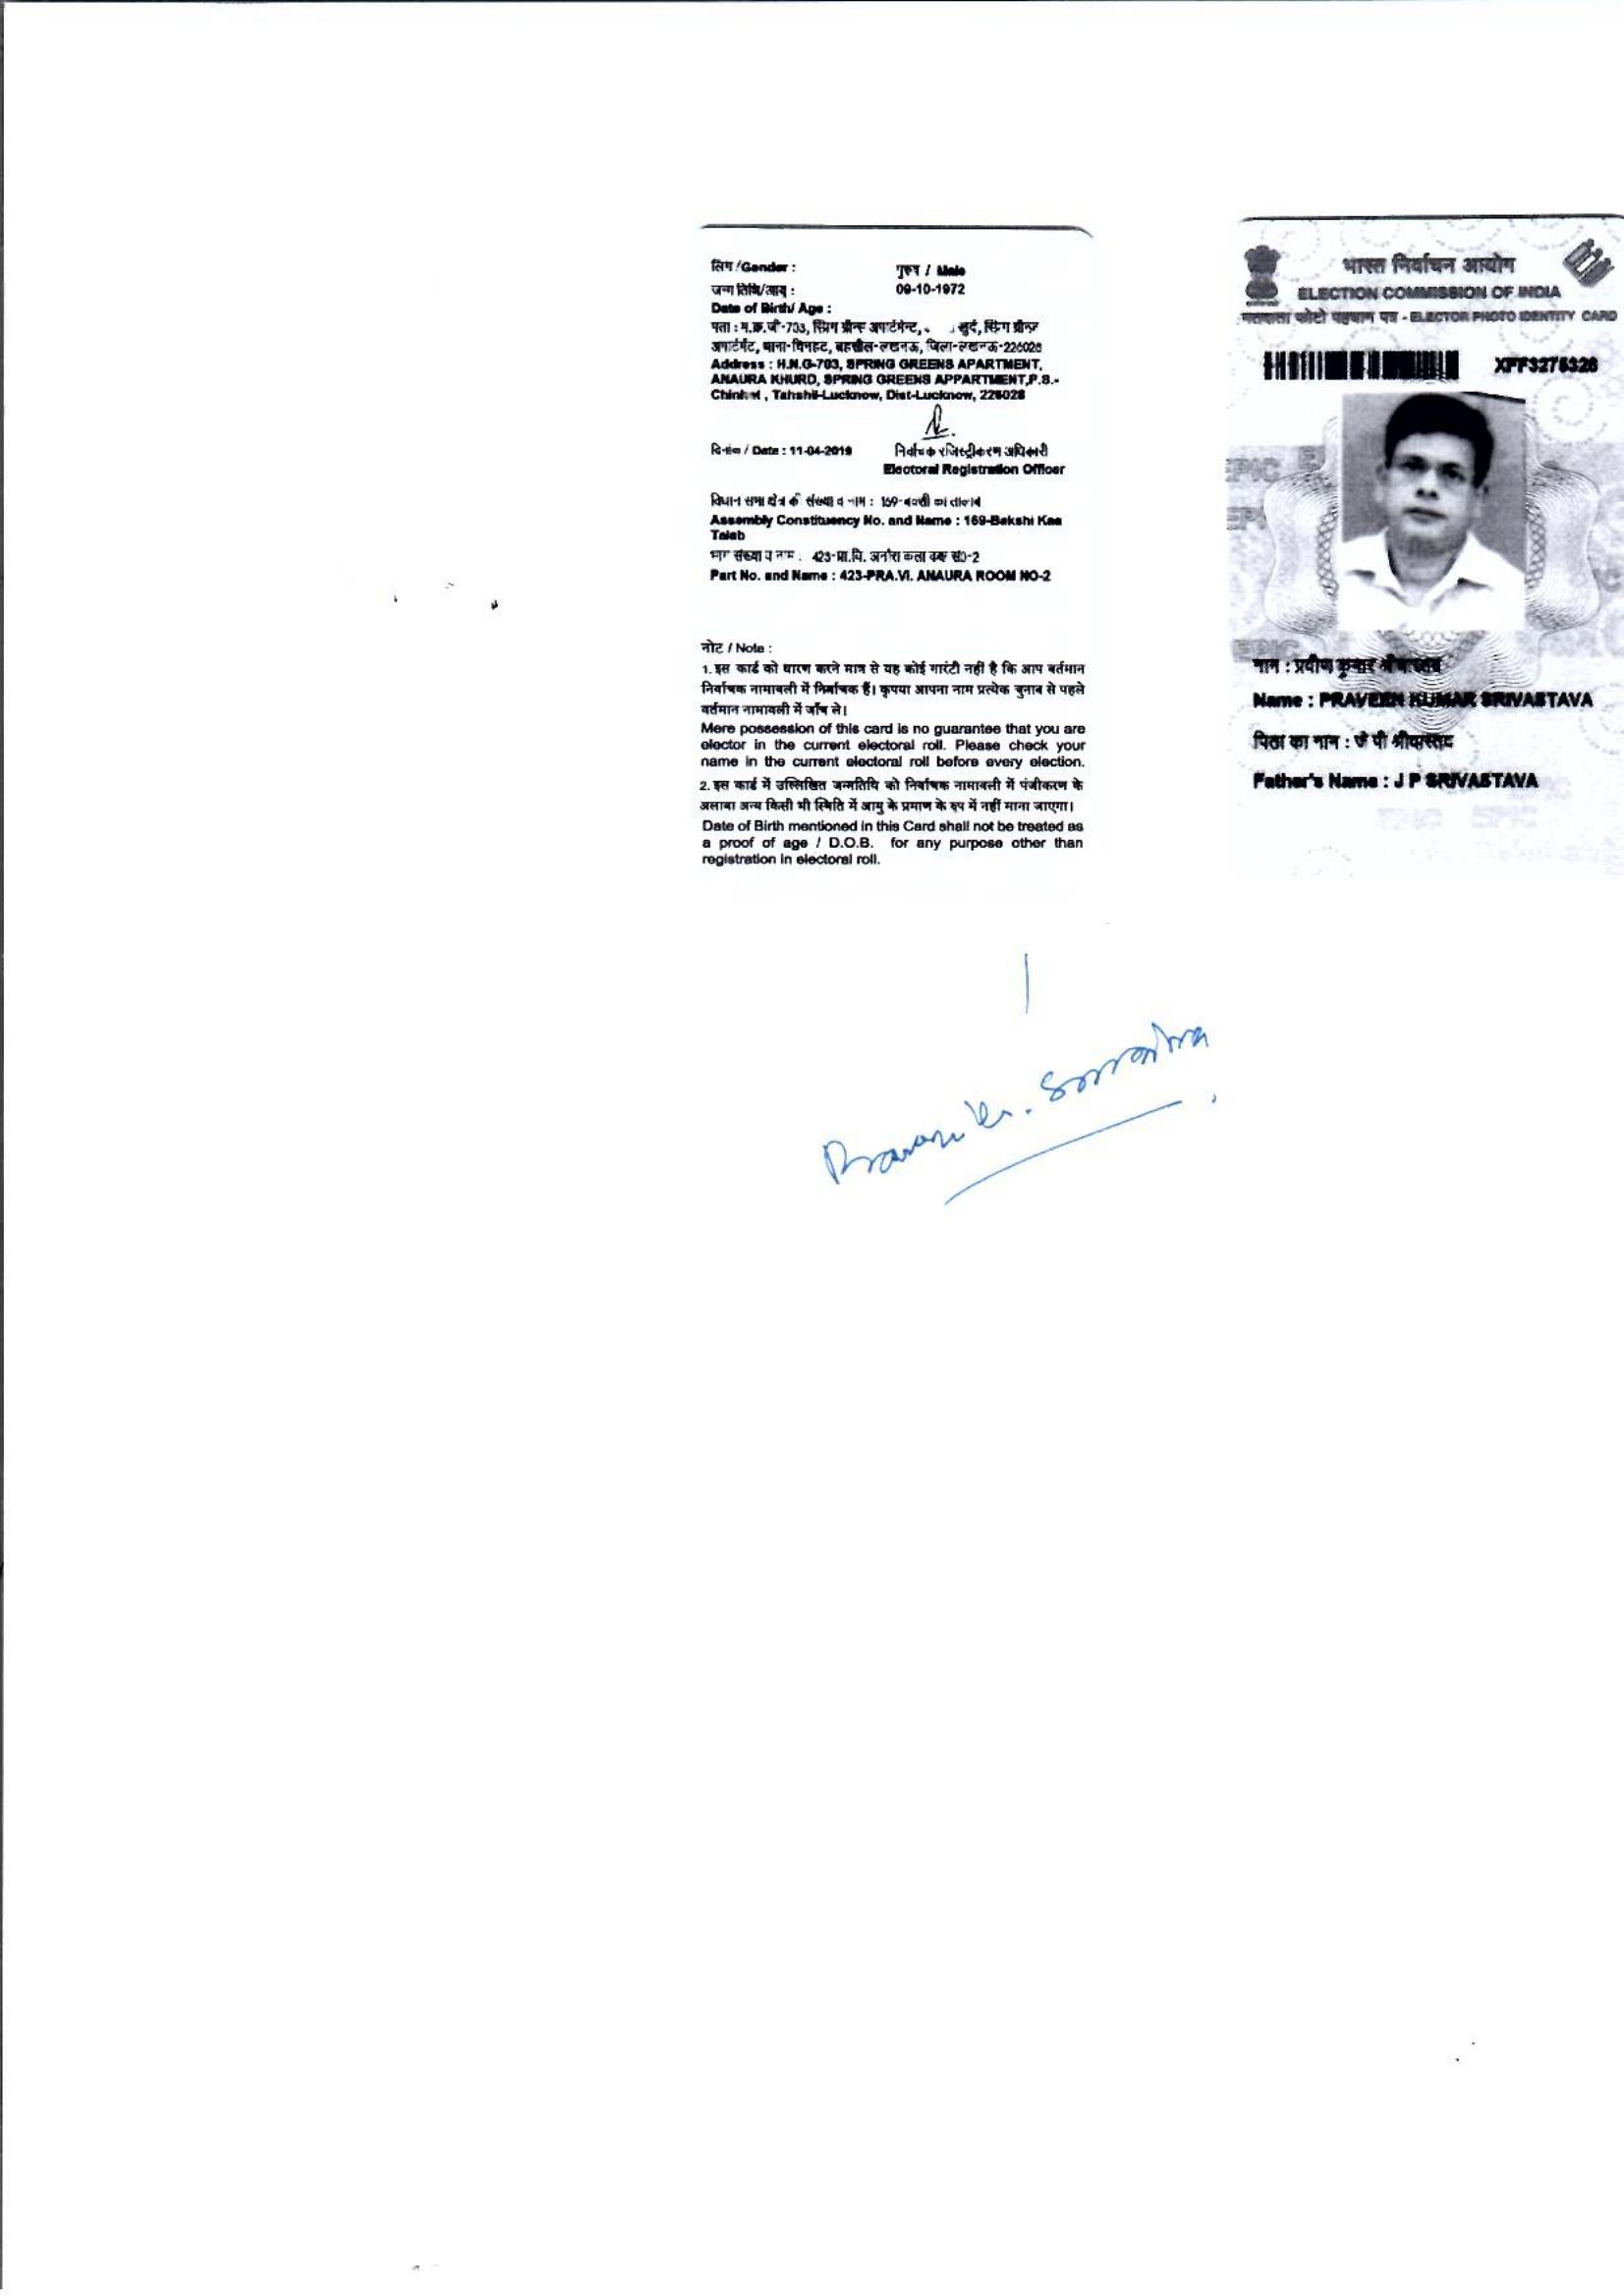 लिंग /Gender : पुरुष / Male
जन्म तिथि/आयु : 09-10-1972
Date of Birth/ Age :
पता : म.क्र.जी-703, स्प्रिंग ग्रीन्स अपार्टमेन्ट, खुर्द, स्प्रिंग ग्रीन्स
अपार्टमेंट, थाना-चिनहट, तहसील-लखनऊ, जिला-लखनऊ-226028
Address : H.N.G-703, SPRING GREENS APARTMENT,
ANAURA KHURD, SPRING GREENS APPARTMENT,P.S.-
Chinhat , Tahshil-Lucknow, Dist-Lucknow, 226028
दिनांक / Date : 11-04-2019 निर्वाचक रजिस्ट्रीकरण अधिकारी
Electoral Registration Officer
विधान सभा क्षेत्र की संख्या व नाम : 169-बक्शी का तालाब
Assembly Constituency No. and Name : 169-Bakshi Kaa
Talab
भाग संख्या व नाम : 423-प्रा.वि. अनौरा कला कक्ष सं0-2
Part No. and Name : 423-PRA.VI. ANAURA ROOM NO-2
नोट / Note :
1. इस कार्ड को धारण करने मात्र से यह कोई गारंटी नहीं है कि आप वर्तमान
निर्वाचक नामावली में निर्वाचक हैं। कृपया आपना नाम प्रत्येक चुनाव से पहले
वर्तमान नामावली में जाँच ले।
Mere possession of this card is no guarantee that you are
elector in the current electoral roll. Please check your
name in the current electoral roll before every election.
2. इस कार्ड में उल्लिखित जन्मतिथि को निर्वाचक नामावली में पंजीकरण के
अलावा अन्य किसी भी स्थिति में आयु के प्रमाण के रुप में नहीं माना जाएगा।
Date of Birth mentioned in this Card shall not be treated as
a proof of age / D.O.B. for any purpose other than
registration in electoral roll.
भारत निर्वाचन आयोग
ELECTION COMMISSION OF INDIA
मतदाता फोटो पहचान पत्र - ELECTOR PHOTO IDENTITY CARD
XFF3275328
नाम : प्रवीण कुमार श्रीवास्तव
Name : PRAVEEN KUMAR SRIVASTAVA
पिता का नाम : जे पी श्रीवास्तव
Father's Name : J P SRIVASTAVA
EPIC EPIC